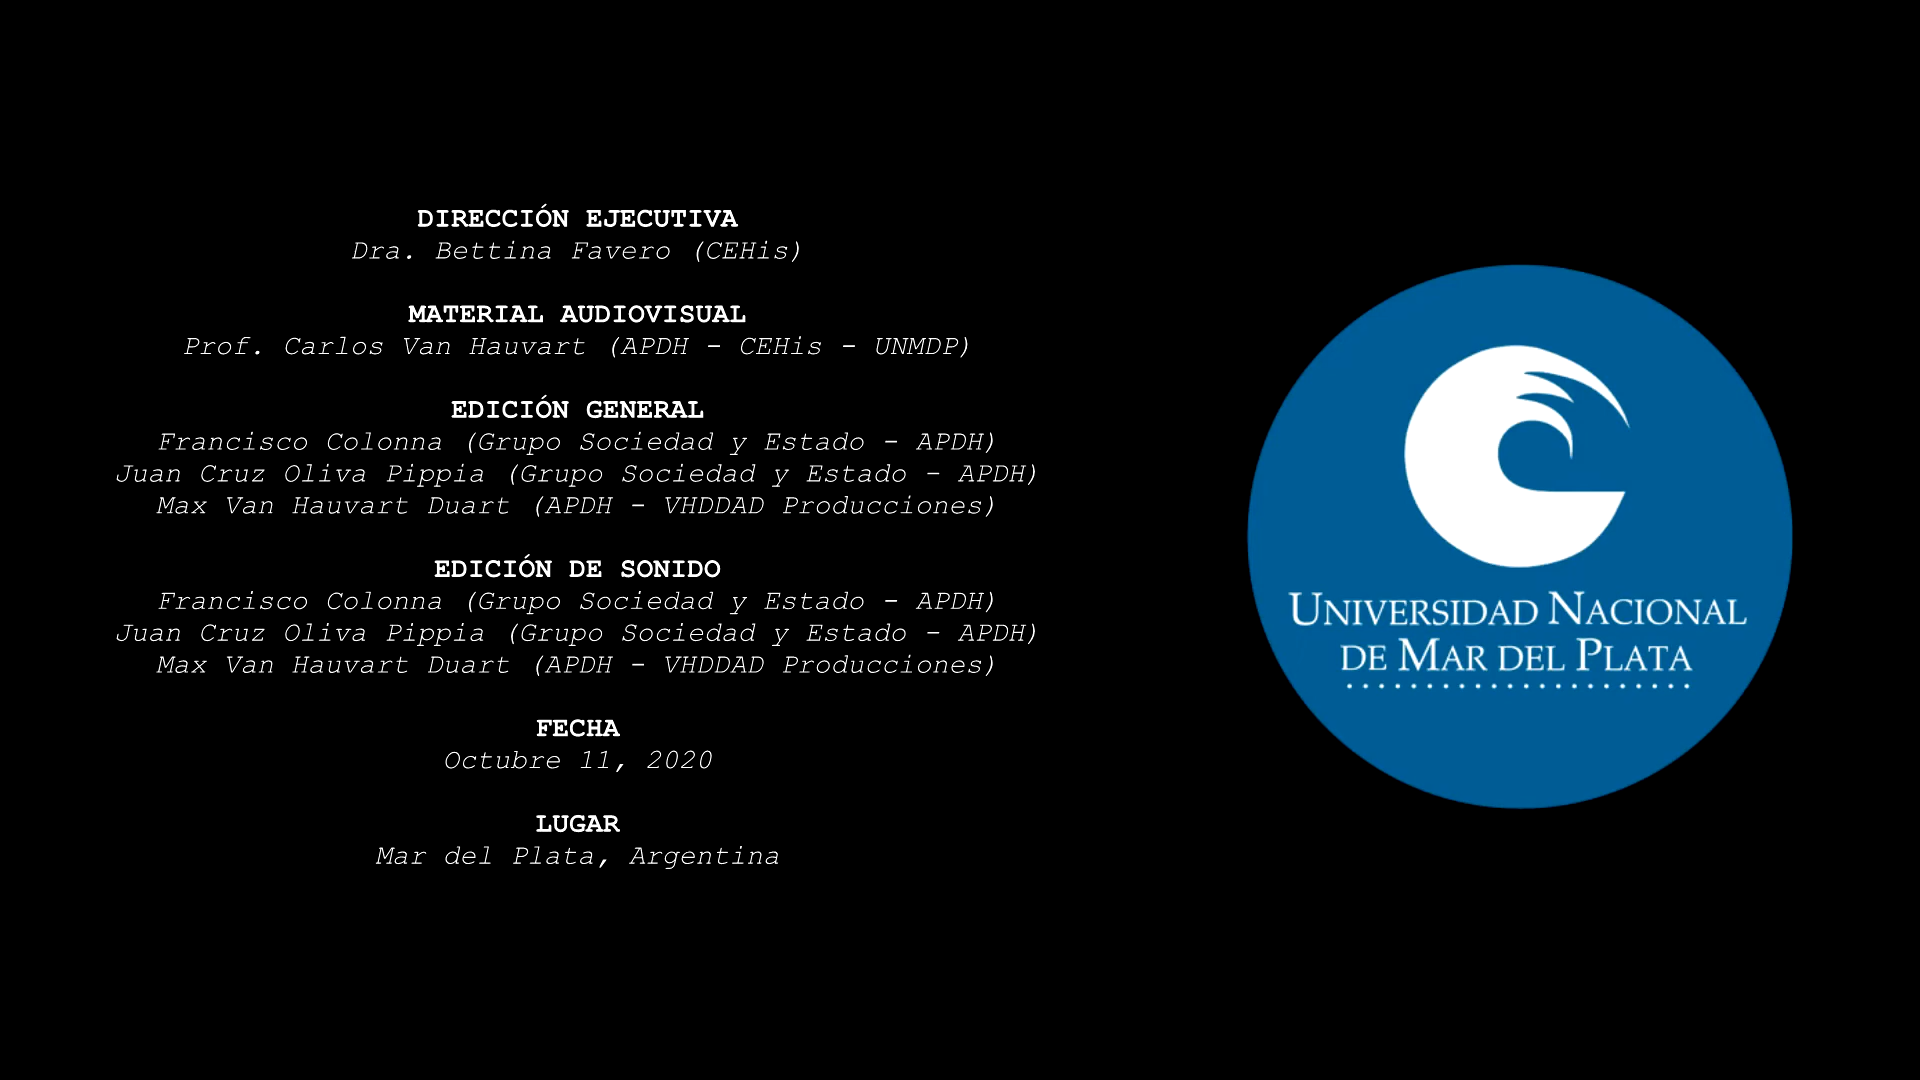 DIRECCIÓN EJECUTIVA
Dra. Bettina Favero (CEHis)
MATERIAL AUDIOVISUAL
Prof. Carlos Van Hauvart (APDH - CEHis - UNMDP)
EDICIÓN GENERAL
Francisco Colonna (Grupo Sociedad y Estado - APDH)
Juan Cruz Oliva Pippia (Grupo Sociedad y Estado - APDH)
Max Van Hauvart Duart (APDH - VHDDAD Producciones)
EDICIÓN DE SONIDO
Francisco Colonna (Grupo Sociedad y Estado - APDH)
Juan Cruz Oliva Pippia (Grupo Sociedad y Estado - APDH)
Max Van Hauvart Duart (APDH - VHDDAD Producciones)
FECHA
Octubre 11, 2020
LUGAR
Mar del Plata, Argentina
UNIVERSIDAD NACIONAL
DE MAR DEL PLATA